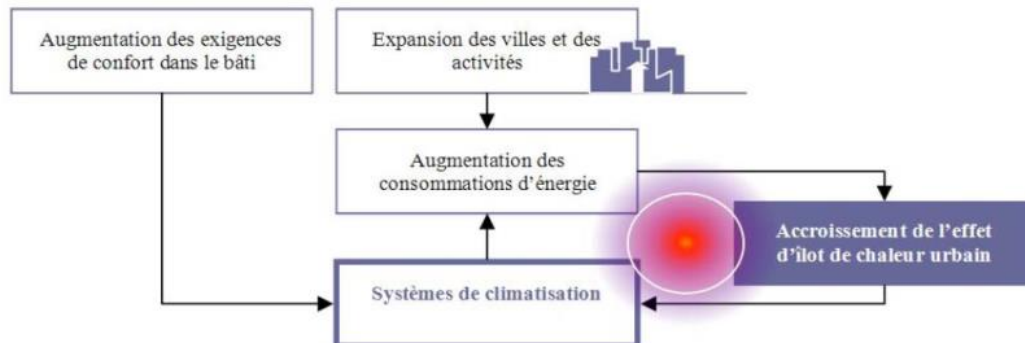 Augmentation des exigences
de confort dans le bâti
Expansion des villes et des
activités
Augmentation des
consommations d’énergie
Accroissement de l’effet
d’îlot de chaleur urbain
Systèmes de climatisation